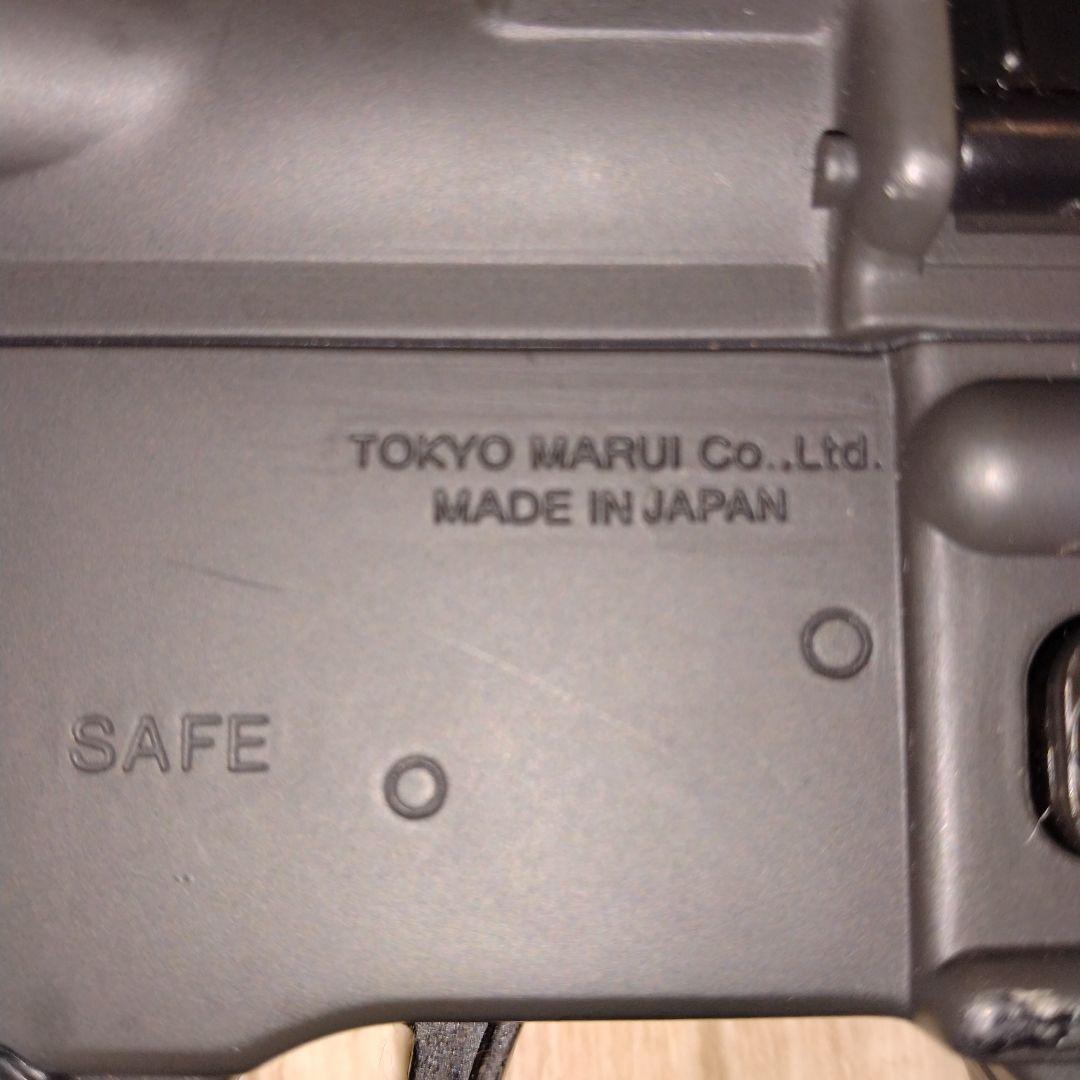 TOKYO MARUI Co.,Ltd.
MADE IN JAPAN
SAFE